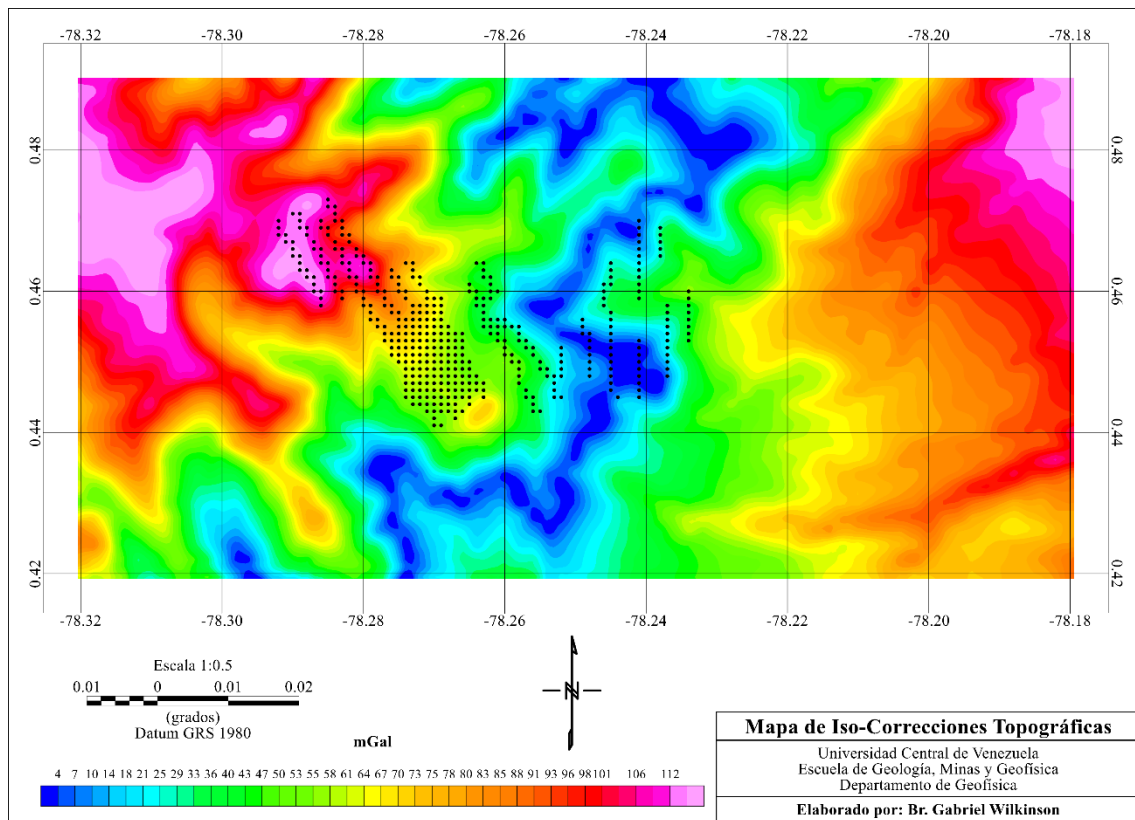 -78.32 -78.30 -78.28 -78.26 -78.24 -78.22 -78.20 -78.18
0.48 0.48
0.46 0.46
0.44 0.44
0.42 0.42
-78.32 -78.30 -78.28 -78.26 -78.24 -78.22 -78.20 -78.18
Escala 1:0.5
0.01 0 0.01 0.02
(grados)
Datum GRS 1980
N
mGal
4 7 10 14 18 21 25 29 33 36 40 43 47 50 53 55 58 61 64 67 70 73 75 78 80 83 85 88 91 93 96 98 101 106 112
Mapa de Iso-Correcciones Topográficas
Universidad Central de Venezuela
Escuela de Geología, Minas y Geofísica
Departamento de Geofísica
Elaborado por: Br. Gabriel Wilkinson